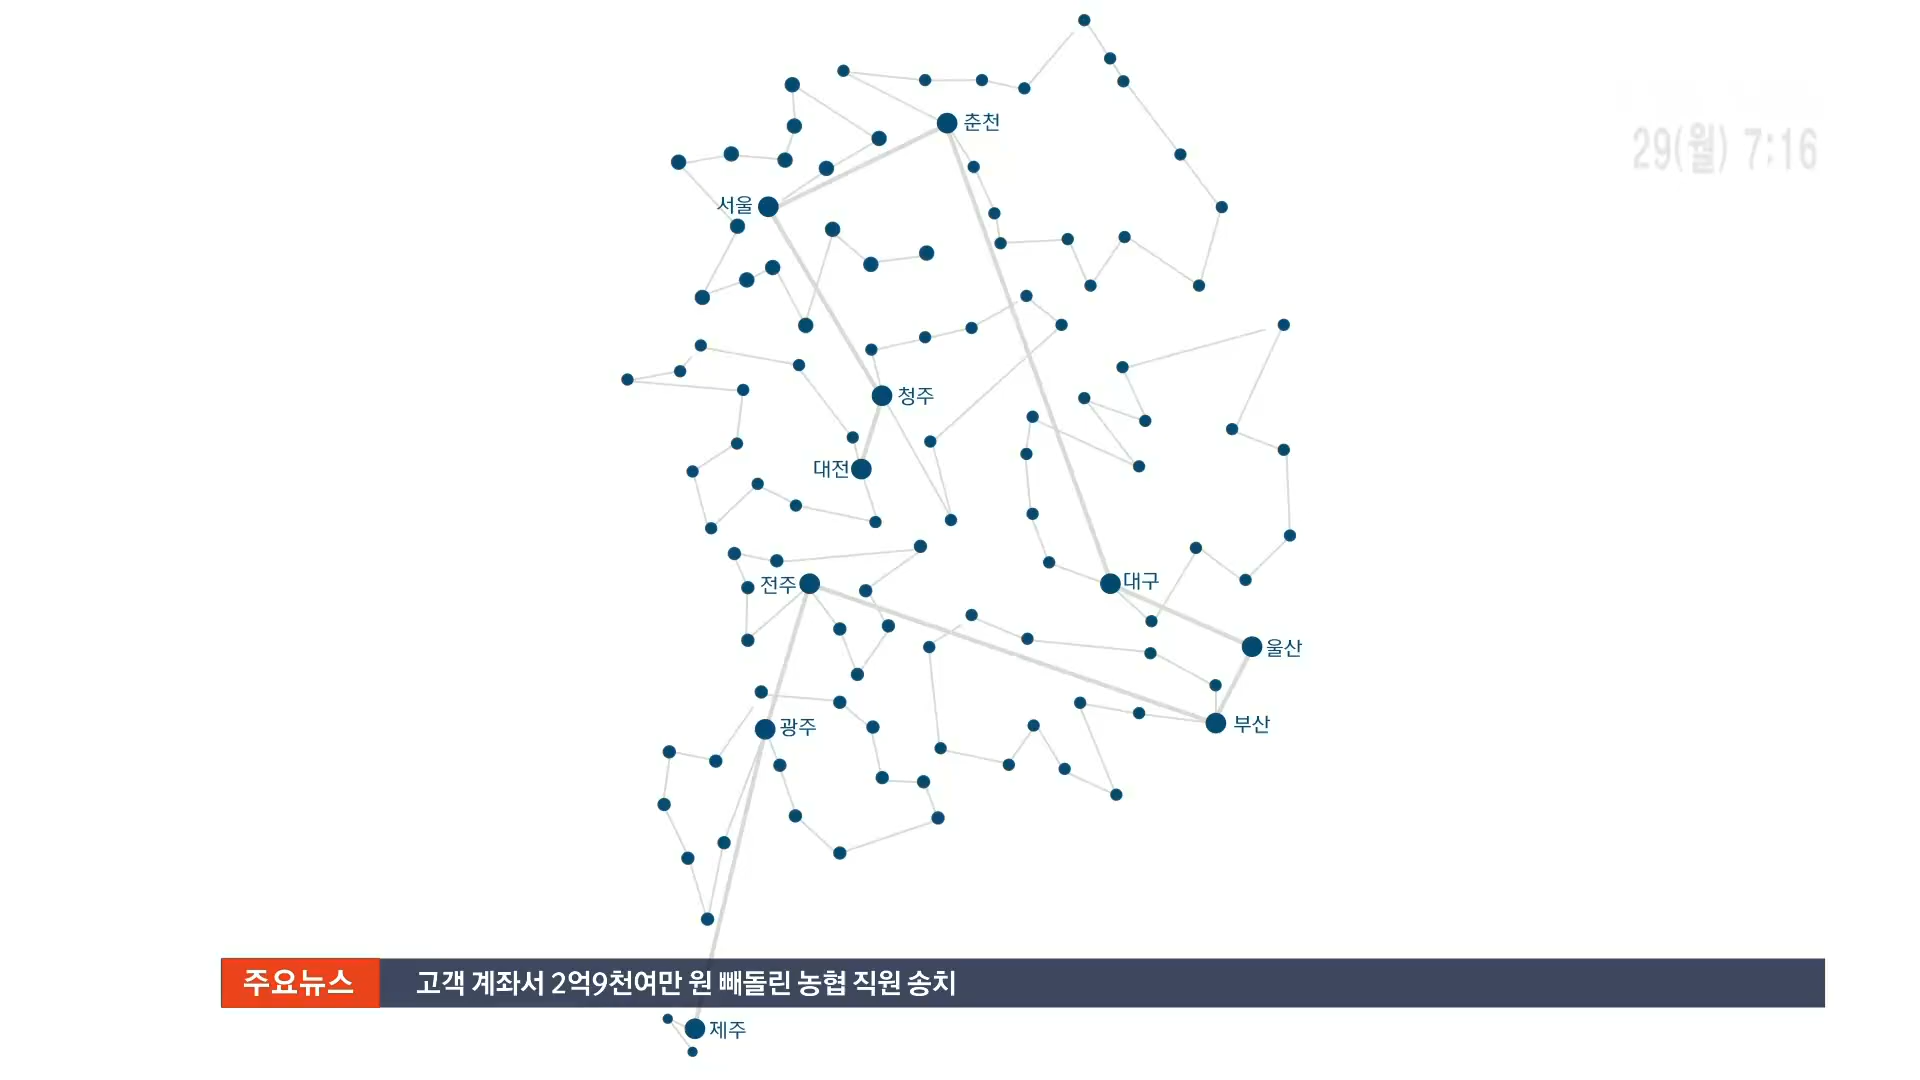 춘천
29(월) 7:16
서울
청주
대전
전주
대구
울산
부산
광주
주요뉴스 고객 계좌서 2억9천여만 원 빼돌린 농협 직원 송치
제주